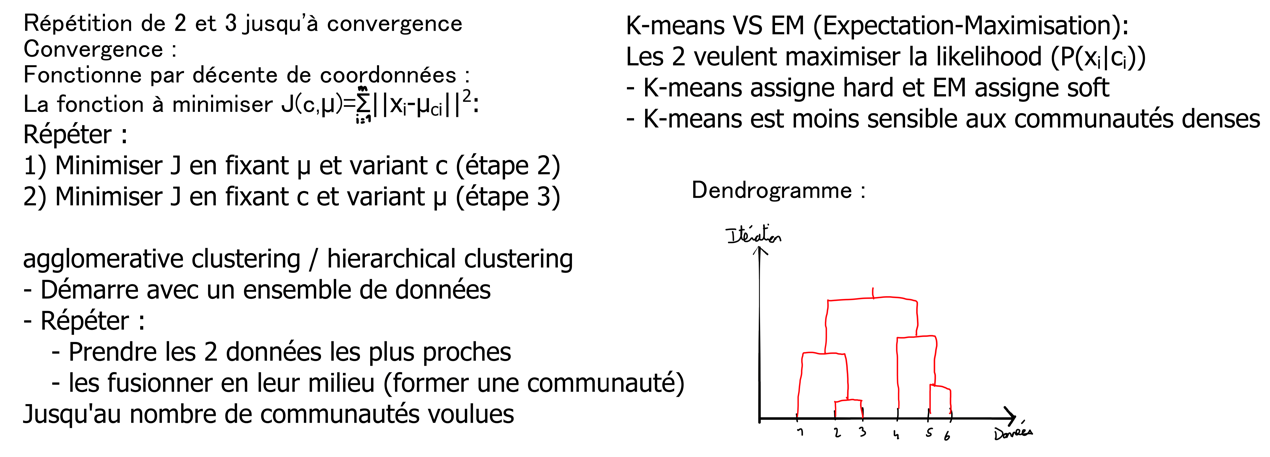 Répétition de 2 et 3 jusqu'à convergence
Convergence :
Fonctionne par décente de coordonnées :
La fonction à minimiser J(c,μ)=∑ᵐᵢ₌₁||xᵢ-μ_cᵢ||²:
Répéter :
1) Minimiser J en fixant μ et variant c (étape 2)
2) Minimiser J en fixant c et variant μ (étape 3)
agglomerative clustering / hierarchical clustering
- Démarre avec un ensemble de données
- Répéter :
- Prendre les 2 données les plus proches
- les fusionner en leur milieu (former une communauté)
Jusqu'au nombre de communautés voulues
K-means VS EM (Expectation-Maximisation):
Les 2 veulent maximiser la likelihood (P(xᵢ|cᵢ))
- K-means assigne hard et EM assigne soft
- K-means est moins sensible aux communautés denses
Dendrogramme :
Itération
1 2 3 4 5 6
Données